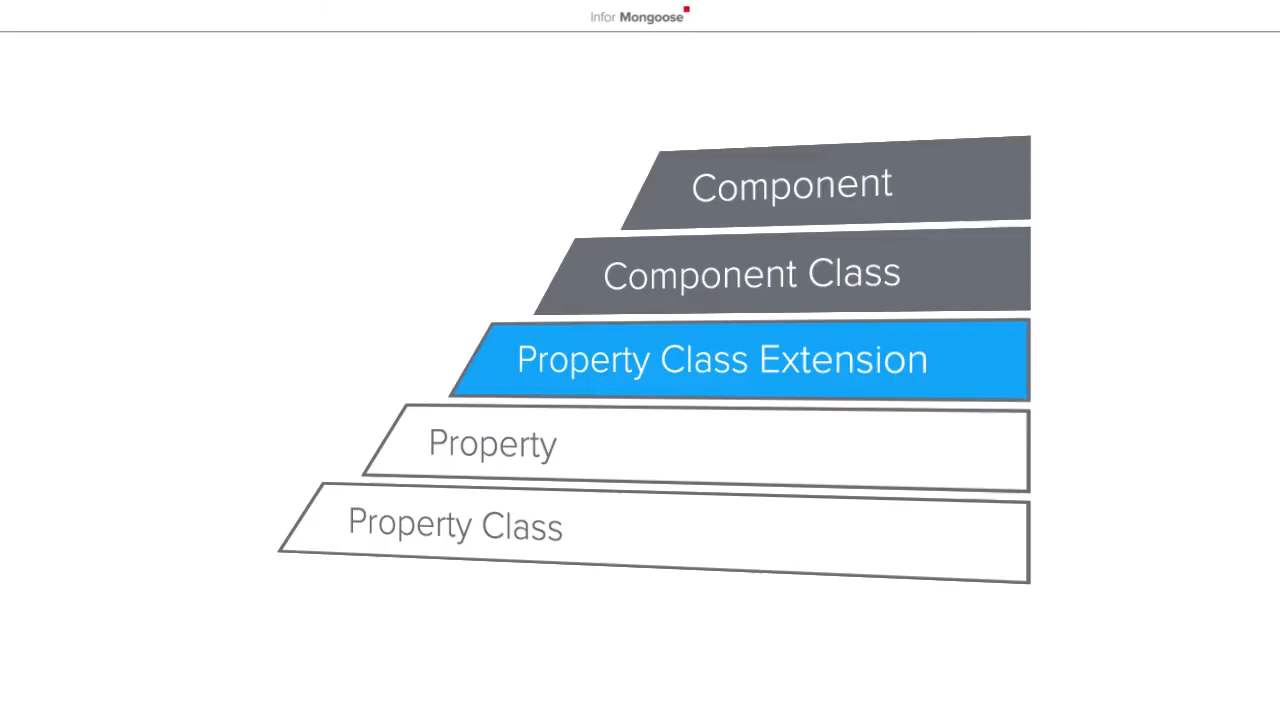 Infor Mongoose
Component
Component Class
Property Class Extension
Property
Property Class